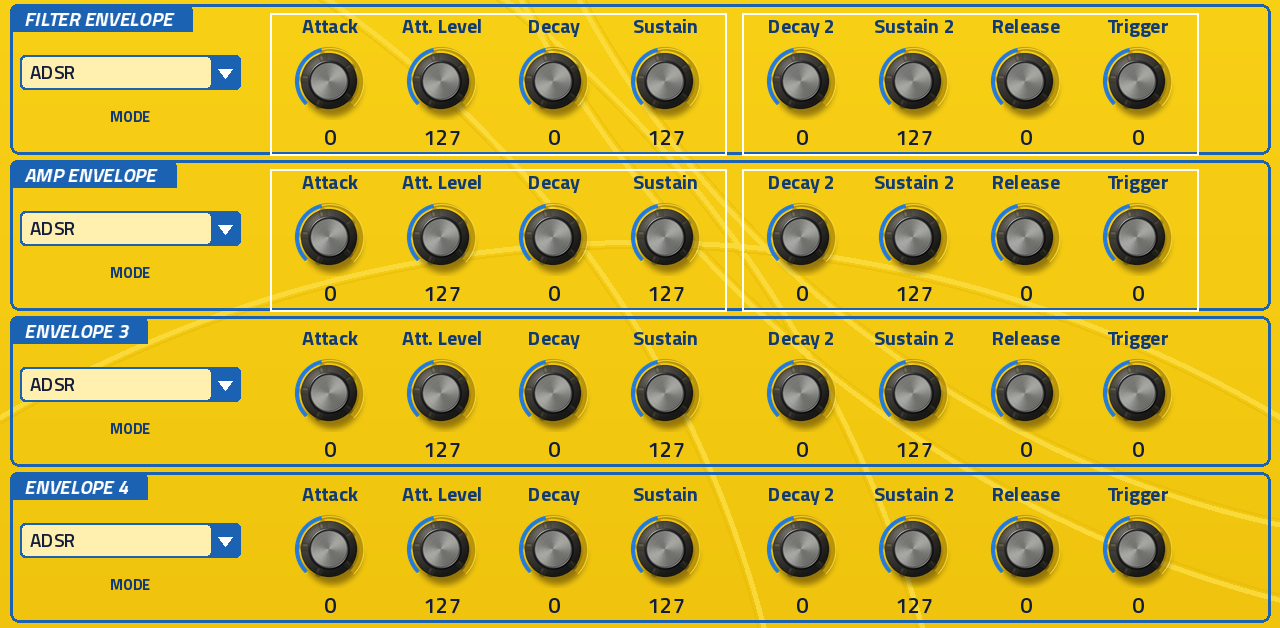 FILTER ENVELOPE
Attack Att. Level Decay Sustain Decay 2 Sustain 2 Release Trigger
ADSR
MODE
0 127 0 127 0 127 0 0
AMP ENVELOPE
Attack Att. Level Decay Sustain Decay 2 Sustain 2 Release Trigger
ADSR
MODE
0 127 0 127 0 127 0 0
ENVELOPE 3
Attack Att. Level Decay Sustain Decay 2 Sustain 2 Release Trigger
ADSR
MODE
0 127 0 127 0 127 0 0
ENVELOPE 4
Attack Att. Level Decay Sustain Decay 2 Sustain 2 Release Trigger
ADSR
MODE
0 127 0 127 0 127 0 0